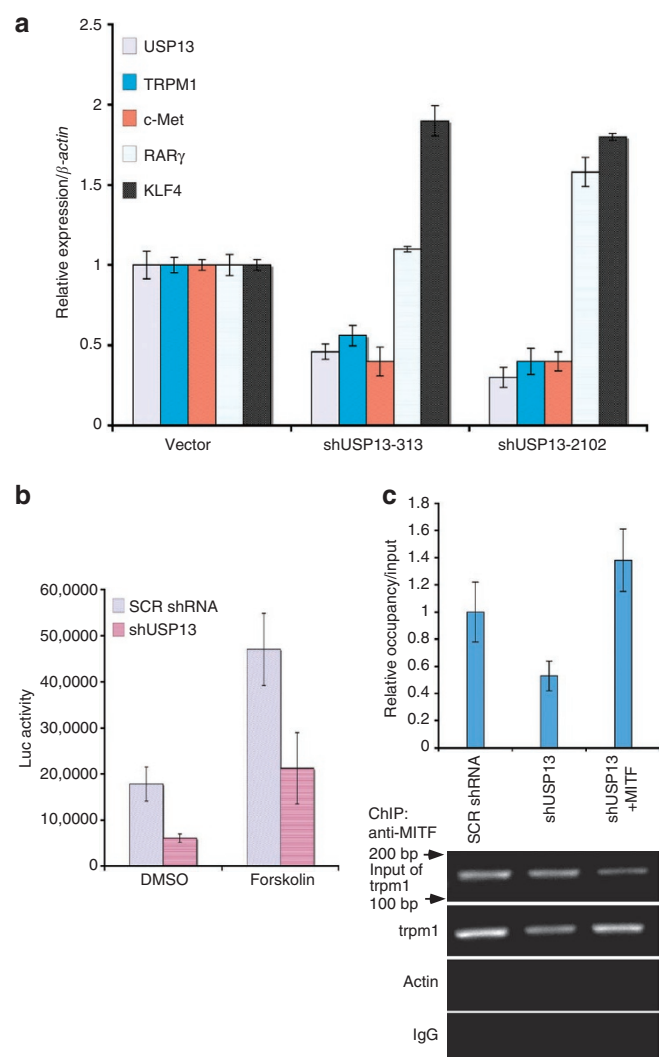 a
Relative expression/β-actin
2.5
2
1.5
1
0.5
0
USP13
TRPM1
c-Met
RARγ
KLF4
Vector
shUSP13-313
shUSP13-2102
b
Luc activity
60,0000
50,0000
40,0000
30,0000
20,0000
10,0000
0
SCR shRNA
shUSP13
DMSO
Forskolin
c
Relative occupancy/input
1.8
1.6
1.4
1.2
1
0.8
0.6
0.4
0.2
0
SCR shRNA
shUSP13
shUSP13
+MITF
ChIP:
anti-MITF
200 bp
Input of
trpm1
100 bp
trpm1
Actin
IgG